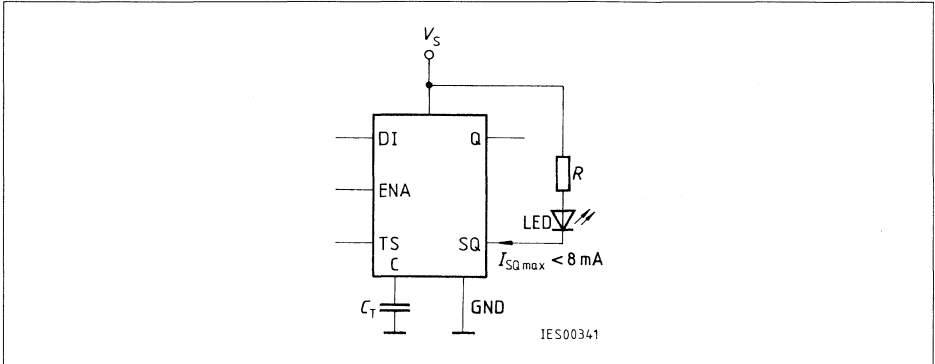 V_S
DI
Q
ENA
R
LED
TS
SQ
C
I_SQ max < 8 mA
C_T
GND
IES00341